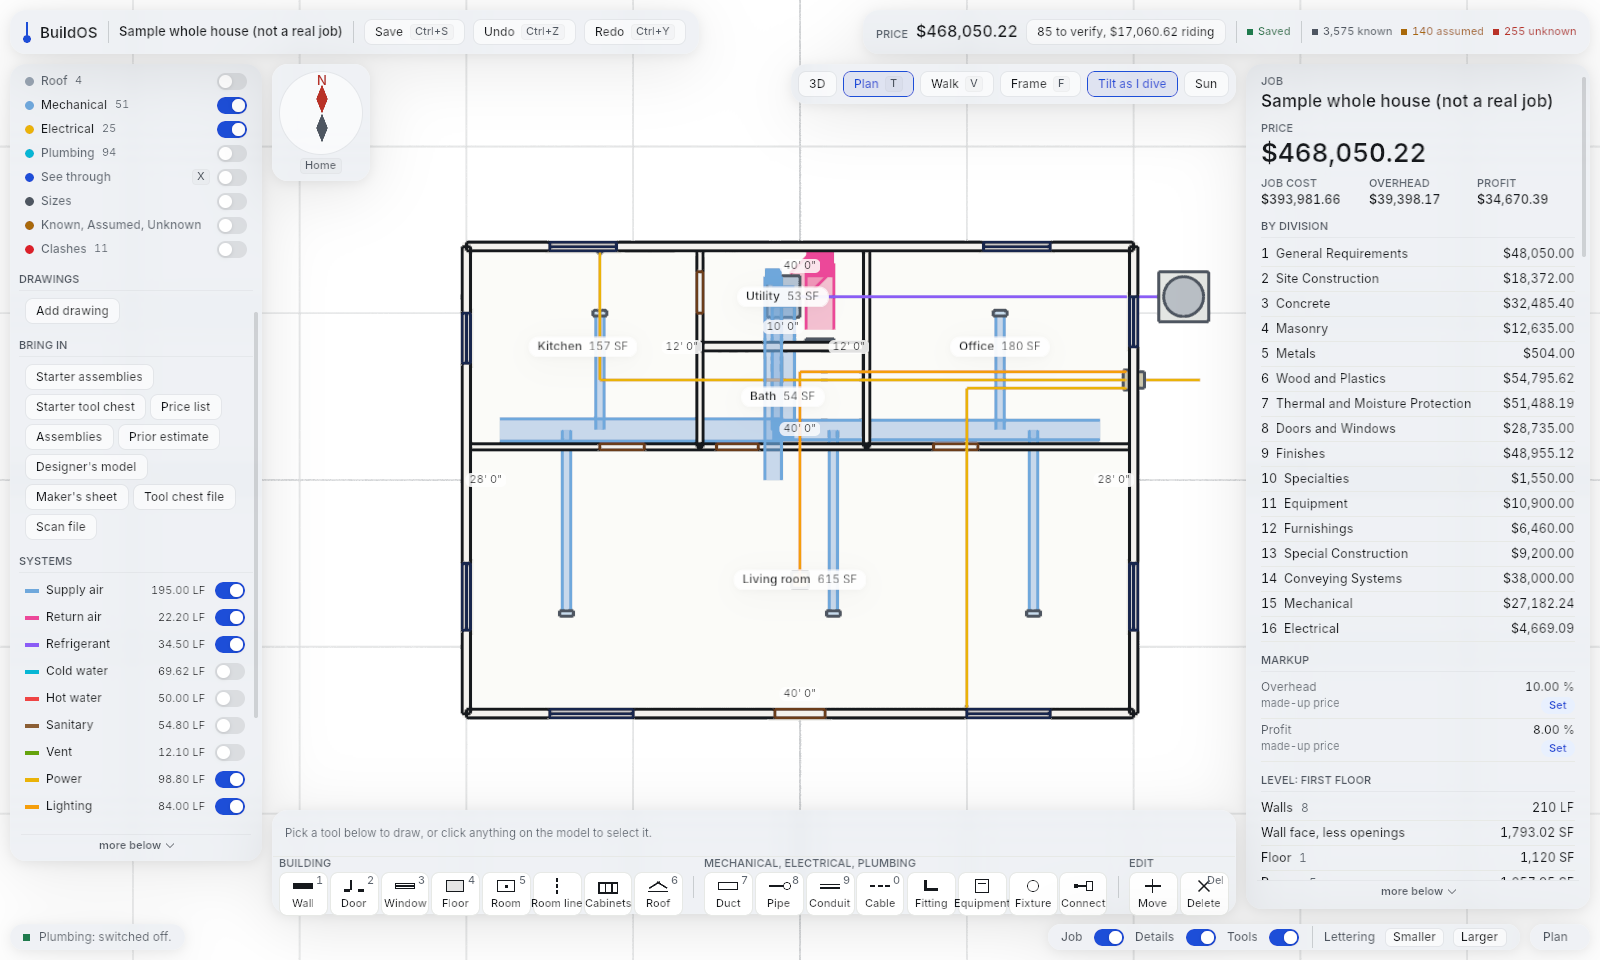 BuildOS
Sample whole house (not a real job)
Save Ctrl+S
Undo Ctrl+Z
Redo Ctrl+Y
PRICE $468,050.22
85 to verify, $17,060.62 riding
Saved
3,575 known
140 assumed
255 unknown
Roof 4
Mechanical 51
Electrical 25
Plumbing 94
See through X
Sizes
Known, Assumed, Unknown
Clashes 11
DRAWINGS
Add drawing
BRING IN
Starter assemblies
Starter tool chest
Price list
Assemblies
Prior estimate
Designer's model
Maker's sheet
Tool chest file
Scan file
SYSTEMS
Supply air 195.00 LF
Return air 22.20 LF
Refrigerant 34.50 LF
Cold water 69.62 LF
Hot water 50.00 LF
Sanitary 54.80 LF
Vent 12.10 LF
Power 98.80 LF
Lighting 84.00 LF
more below
N
Home
3D
Plan T
Walk V
Frame F
Tilt as I dive
Sun
40' 0"
Utility 53 SF
10' 0"
Kitchen 157 SF
12' 0"
12' 0"
Office 180 SF
Bath 54 SF
40' 0"
28' 0"
28' 0"
Living room 615 SF
40' 0"
Pick a tool below to draw, or click anything on the model to select it.
BUILDING
Wall 1
Door 2
Window 3
Floor 4
Room 5
Room line
Cabinets
Roof 6
MECHANICAL, ELECTRICAL, PLUMBING
Duct 7
Pipe 8
Conduit 9
Cable 0
Fitting
Equipment
Fixture
Connect
EDIT
Move
Delete Del
JOB
Sample whole house (not a real job)
PRICE
$468,050.22
JOB COST OVERHEAD PROFIT
$393,981.66 $39,398.17 $34,670.39
BY DIVISION
1 General Requirements $48,050.00
2 Site Construction $18,372.00
3 Concrete $32,485.40
4 Masonry $12,635.00
5 Metals $504.00
6 Wood and Plastics $54,795.62
7 Thermal and Moisture Protection $51,488.19
8 Doors and Windows $28,735.00
9 Finishes $48,955.12
10 Specialties $1,550.00
11 Equipment $10,900.00
12 Furnishings $6,460.00
13 Special Construction $9,200.00
14 Conveying Systems $38,000.00
15 Mechanical $27,182.24
16 Electrical $4,669.09
MARKUP
Overhead 10.00 %
made-up price Set
Profit 8.00 %
made-up price Set
LEVEL: FIRST FLOOR
Walls 8 210 LF
Wall face, less openings 1,793.02 SF
Floor 1 1,120 SF
more below
Plumbing: switched off.
Job
Details
Tools
Lettering
Smaller
Larger
Plan